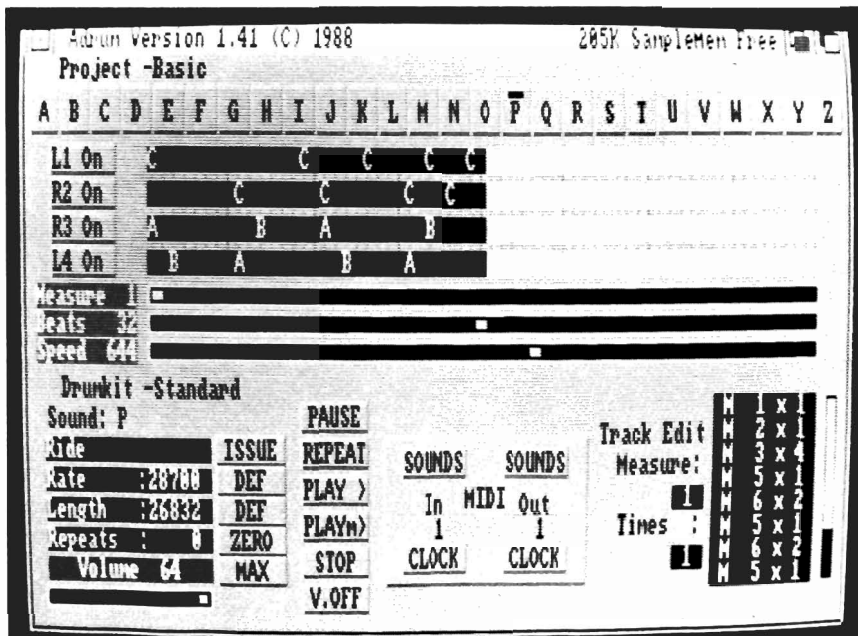 Adrum Version 1.41 (C) 1988 205K SampleMem Free
Project -Basic
A B C D E F G H I J K L M N O P Q R S T U V W X Y Z
L1 On C C C C C
R2 On C C C C
R3 On A B A B
L4 On B A B A
Measure 1
Beats 32
Speed 644
Drumkit -Standard
Sound: P
Ride
Rate :28700
Length :26832
Repeats : 0
Volume 64
ISSUE
DEF
DEF
ZERO
MAX
PAUSE
REPEAT
PLAY >
PLAYm>
STOP
V.OFF
SOUNDS SOUNDS
In MIDI Out
1 1
CLOCK CLOCK
Track Edit
Measure:
1
Times :
1
M 1 x 1
M 2 x 1
M 3 x 4
M 5 x 1
M 6 x 2
M 5 x 1
M 6 x 2
M 5 x 1